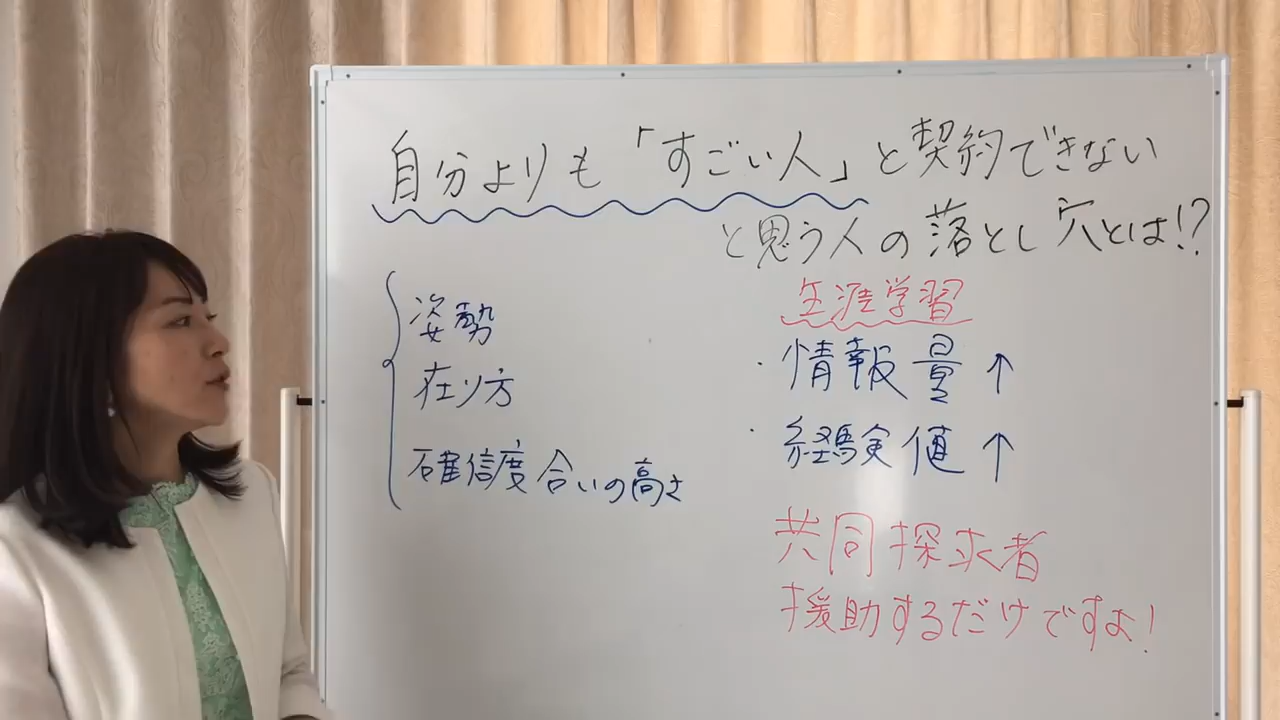 自分よりも「すごい人」と契約できない
と思う人の落とし穴とは!?
姿勢
在り方
確信度合いの高さ
生涯学習
・情報量↑
・経験値↑
共同探求者
援助するだけですよ!